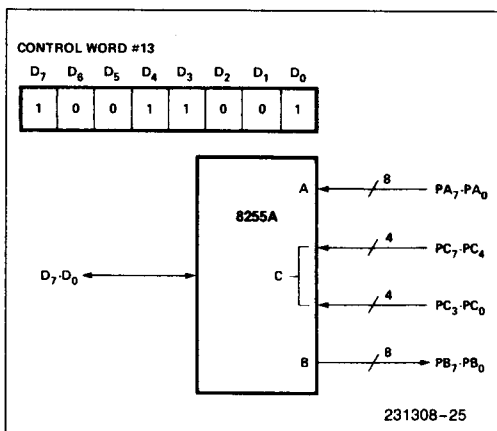 CONTROL WORD #13
D7 D6 D5 D4 D3 D2 D1 D0
1 0 0 1 1 0 0 1
A 8 PA7-PA0
8255A
4 PC7-PC4
D7-D0 C
4 PC3-PC0
B 8 PB7-PB0
231308-25